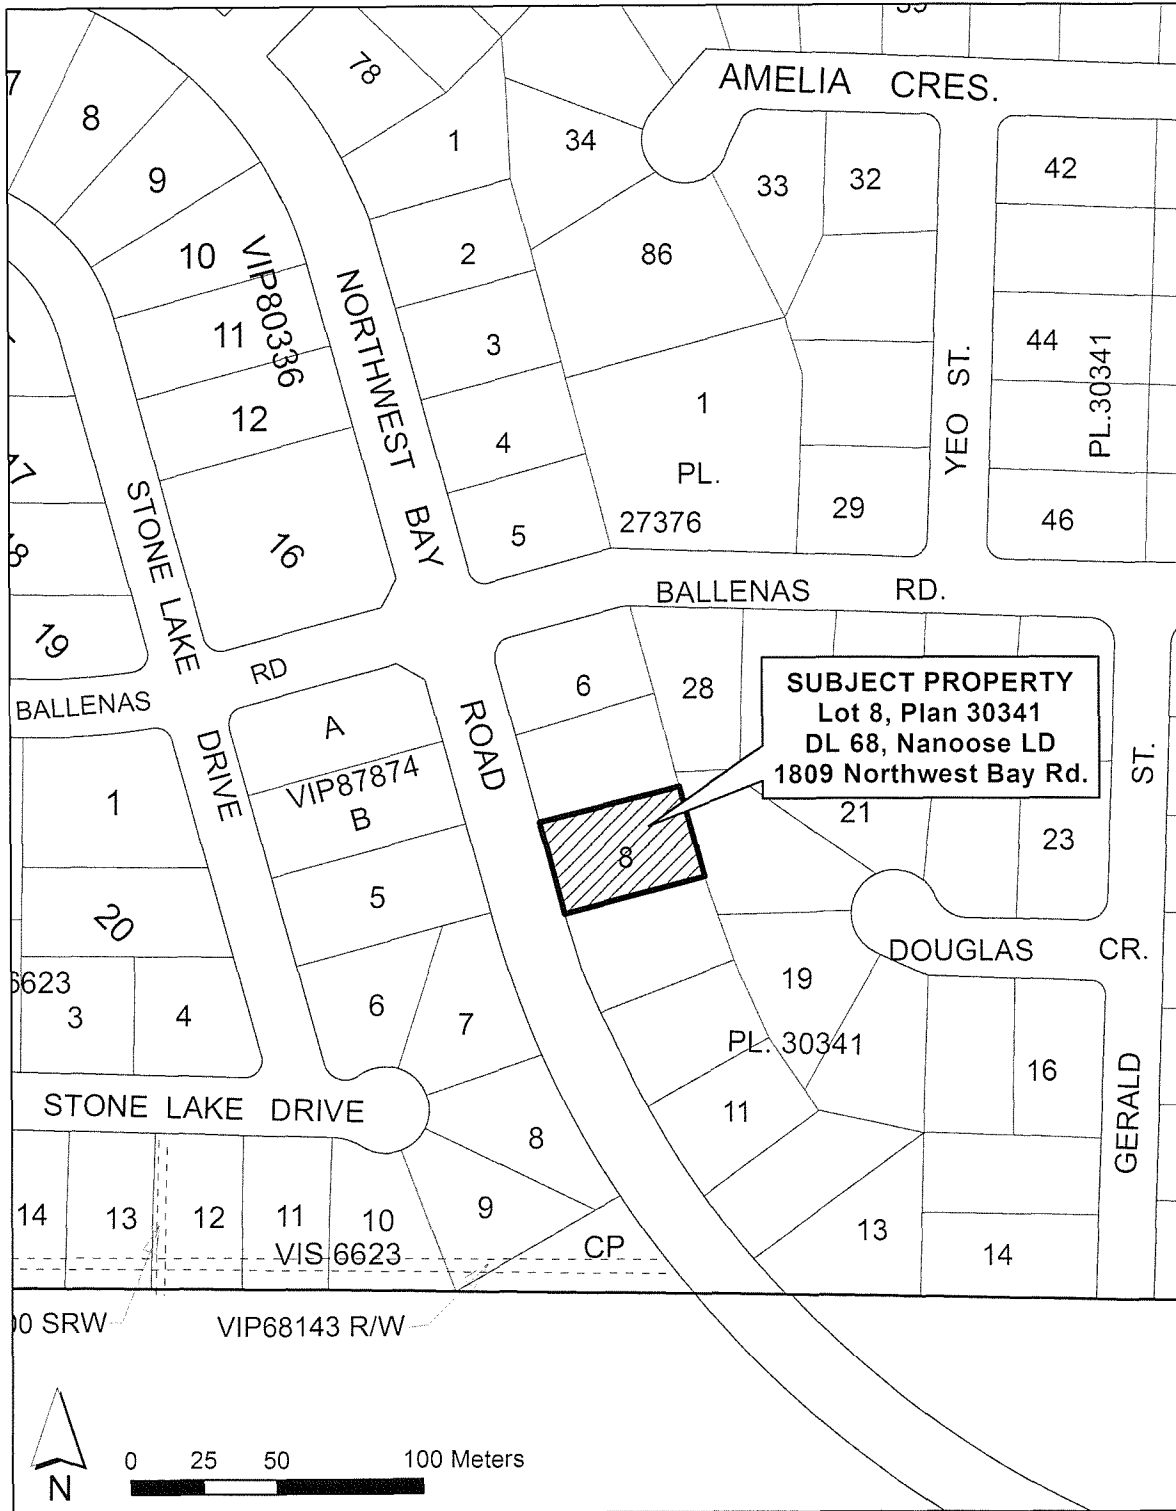 AMELIA CRES.
78
7
8
1
34
9
33
32
42
10
VIP80336
2
86
NORTHWEST BAY ROAD
11
3
44
YEO ST.
PL.30341
12
4
1
PL.
27376
17
STONE LAKE DRIVE
16
5
29
46
18
BALLENAS RD.
19
RD
BALLENAS
6
28
SUBJECT PROPERTY
Lot 8, Plan 30341
DL 68, Nanoose LD
1809 Northwest Bay Rd.
A
VIP87874
B
1
8
21
23
GERALD ST.
5
20
DOUGLAS CR.
6623
3
4
6
7
19
PL. 30341
16
STONE LAKE DRIVE
8
11
14
13
12
11
10
9
13
14
VIS 6623
CP
00 SRW
VIP68143 R/W
N
0 25 50 100 Meters